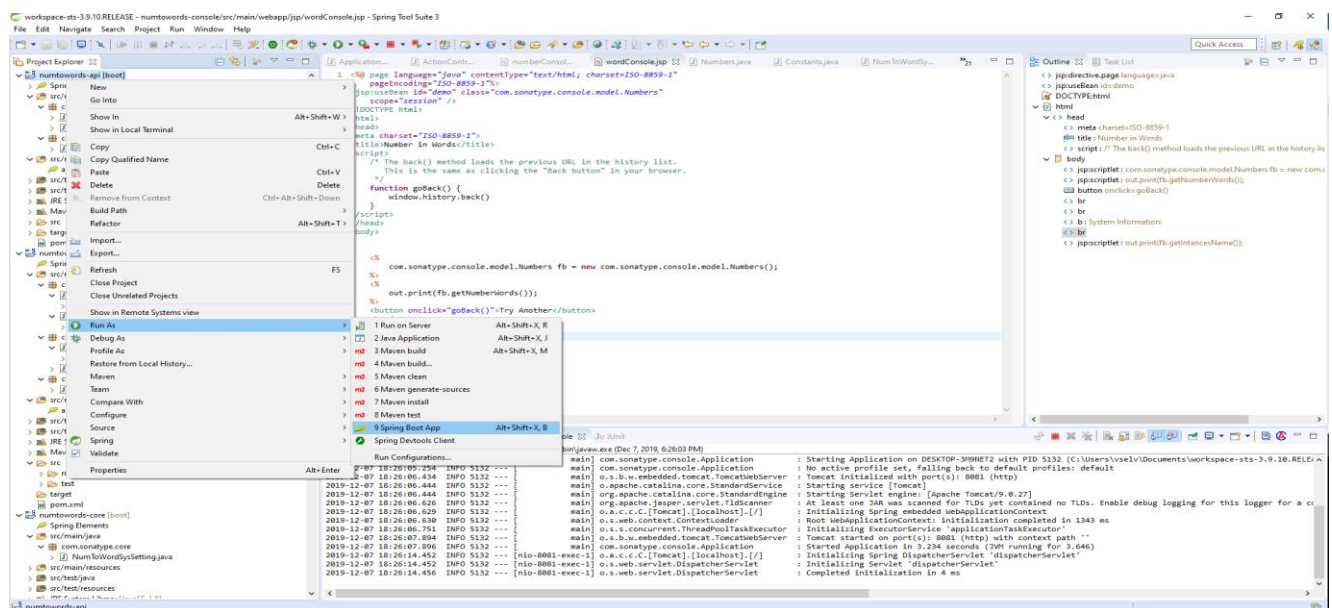 workspace-sts-3.9.10.RELEASE - numtowords-console/src/main/webapp/jsp/wordConsole.jsp - Spring Tool Suite 3
File Edit Navigate Search Project Run Window Help
Quick Access
Project Explorer
numtowords-api [boot]
New
Go Into
Show In Alt+Shift+W >
Show in Local Terminal >
Copy Ctrl+C
Copy Qualified Name
Paste Ctrl+V
Delete Delete
Remove from Context Ctrl+Alt+Shift+Down
Build Path >
Refactor Alt+Shift+T >
Import...
Export...
Refresh F5
Close Project
Close Unrelated Projects
Show in Remote Systems view
Run As >
Debug As >
Profile As >
Restore from Local History...
Maven >
Team >
Compare With >
Configure >
Source >
Spring >
Validate
Properties Alt+Enter
1 Run on Server Alt+Shift+X, R
2 Java Application Alt+Shift+X, J
3 Maven build Alt+Shift+X, M
4 Maven build...
5 Maven clean
6 Maven generate-sources
7 Maven install
8 Maven test
9 Spring Boot App Alt+Shift+X, B
Spring Devtools Client
Run Configurations...
src
test
target
pom.xml
numtowords-core [boot]
Spring Elements
src/main/java
com.sonatype.core
NumToWordSysSetting.java
src/main/resources
src/test/java
src/test/resources
numtowords-api
Application.... ActionContr... numberConsol... wordConsole.jsp Numbers.java Constants.java NumToWordSy...
1 <%@ page language="java" contentType="text/html; charset=ISO-8859-1"
pageEncoding="ISO-8859-1"%>
jsp:useBean id="demo" class="com.sonatype.console.model.Numbers"
scope="session" />
!DOCTYPE html>
html>
head>
meta charset="ISO-8859-1">
title>Number in Words</title>
script>
/* The back() method loads the previous URL in the history list.
This is the same as clicking the "Back button" in your browser.
*/
function goBack() {
window.history.back()
}
/script>
/head>
body>
<%
com.sonatype.console.model.Numbers fb = new com.sonatype.console.model.Numbers();
%>
<%
out.print(fb.getNumberWords());
%>
<button onclick="goBack()">Try Another</button>
Outline Task List
jsp:directive.page language=java
jsp:useBean id=demo
DOCTYPE:html
html
head
meta charset=ISO-8859-1
title : Number in Words
script : /* The back() method loads the previous URL in the history lis
body
jsp:scriptlet : com.sonatype.console.model.Numbers fb = new com.
jsp:scriptlet : out.print(fb.getNumberWords());
button onclick=goBack()
br
br
b : System Information:
br
jsp:scriptlet : out.print(fb.getIntancesName());
JUnit
bin\javaw.exe (Dec 7, 2019, 6:26:03 PM)
main] com.sonatype.console.Application : Starting Application on DESKTOP-3M9NET2 with PID 5132 (C:\Users\vselv\Documents\workspace-sts-3.9.10.RELEA
2019-12-07 18:26:05.254 INFO 5132 --- [ main] com.sonatype.console.Application : No active profile set, falling back to default profiles: default
2019-12-07 18:26:06.434 INFO 5132 --- [ main] o.s.b.w.embedded.tomcat.TomcatWebServer : Tomcat initialized with port(s): 8081 (http)
2019-12-07 18:26:06.444 INFO 5132 --- [ main] o.apache.catalina.core.StandardService : Starting service [Tomcat]
2019-12-07 18:26:06.444 INFO 5132 --- [ main] org.apache.catalina.core.StandardEngine : Starting Servlet engine: [Apache Tomcat/9.0.27]
2019-12-07 18:26:06.626 INFO 5132 --- [ main] org.apache.jasper.servlet.TldScanner : At least one JAR was scanned for TLDs yet contained no TLDs. Enable debug logging for this logger for a co
2019-12-07 18:26:06.629 INFO 5132 --- [ main] o.a.c.c.C.[Tomcat].[localhost].[/] : Initializing Spring embedded WebApplicationContext
2019-12-07 18:26:06.630 INFO 5132 --- [ main] o.s.web.context.ContextLoader : Root WebApplicationContext: initialization completed in 1343 ms
2019-12-07 18:26:06.751 INFO 5132 --- [ main] o.s.s.concurrent.ThreadPoolTaskExecutor : Initializing ExecutorService 'applicationTaskExecutor'
2019-12-07 18:26:07.894 INFO 5132 --- [ main] o.s.b.w.embedded.tomcat.TomcatWebServer : Tomcat started on port(s): 8081 (http) with context path ''
2019-12-07 18:26:07.896 INFO 5132 --- [ main] com.sonatype.console.Application : Started Application in 3.234 seconds (JVM running for 3.646)
2019-12-07 18:26:14.452 INFO 5132 --- [nio-8081-exec-1] o.a.c.c.C.[Tomcat].[localhost].[/] : Initializing Spring DispatcherServlet 'dispatcherServlet'
2019-12-07 18:26:14.452 INFO 5132 --- [nio-8081-exec-1] o.s.web.servlet.DispatcherServlet : Initializing Servlet 'dispatcherServlet'
2019-12-07 18:26:14.456 INFO 5132 --- [nio-8081-exec-1] o.s.web.servlet.DispatcherServlet : Completed initialization in 4 ms